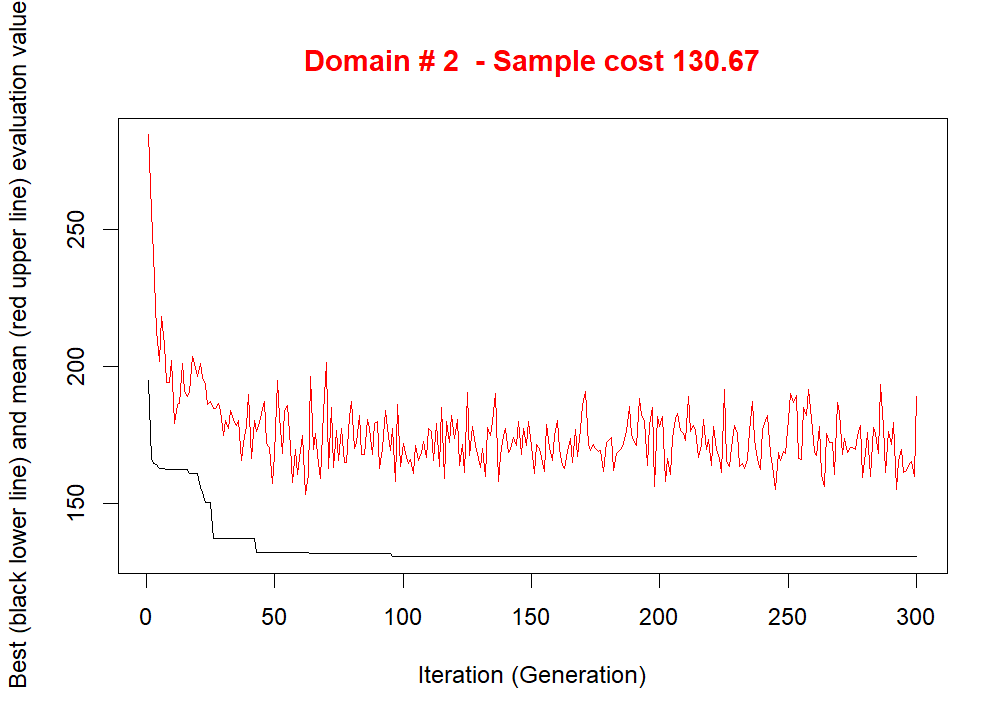 Domain # 2  - Sample cost 130.67
Best (black lower line) and mean (red upper line) evaluation value
250
200
150
0 50 100 150 200 250 300
Iteration (Generation)